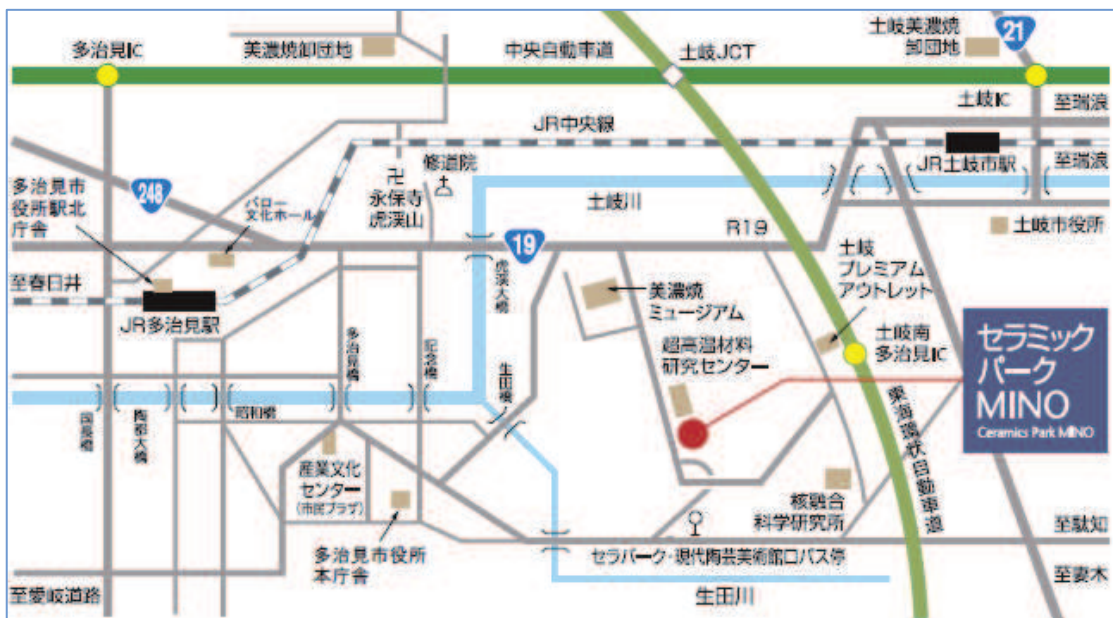 多治見IC
美濃焼卸団地
中央自動車道
土岐JCT
土岐美濃焼
卸団地
21
土岐IC
至瑞浪
JR中央線
JR土岐市駅
至瑞浪
248
多治見市
役所駅北
庁舎
バロー
文化ホール
卍
永保寺
虎渓山
修道院
土岐川
土岐市役所
R19
19
土岐
プレミアム
アウトレット
至春日井
JR多治見駅
虎渓大橋
美濃焼
ミュージアム
超高温材料
研究センター
土岐南
多治見IC
セラミック
パーク
MINO
Ceramics Park MINO
多治見橋
記念橋
生田橋
国長橋
陶都大橋
昭和橋
東海環状自動車道
産業文化
センター
(市民プラザ)
核融合
科学研究所
多治見市役所
本庁舎
セラパーク・現代陶芸美術館口バス停
至駄知
至愛岐道路
生田川
至妻木